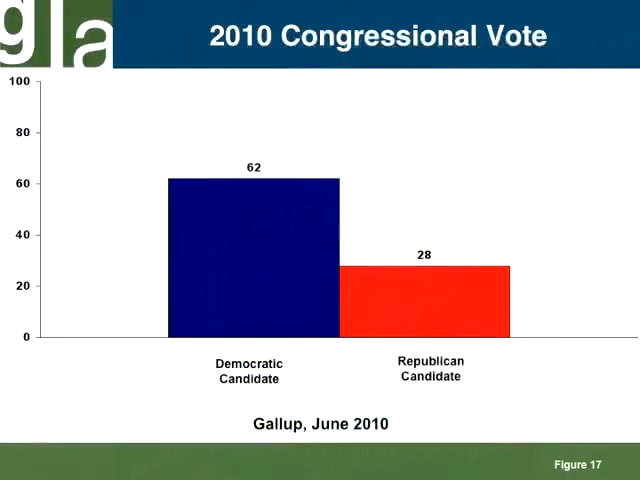 gla
2010 Congressional Vote
100
80
60
40
20
0
62
28
Democratic
Candidate
Republican
Candidate
Gallup, June 2010
Figure 17